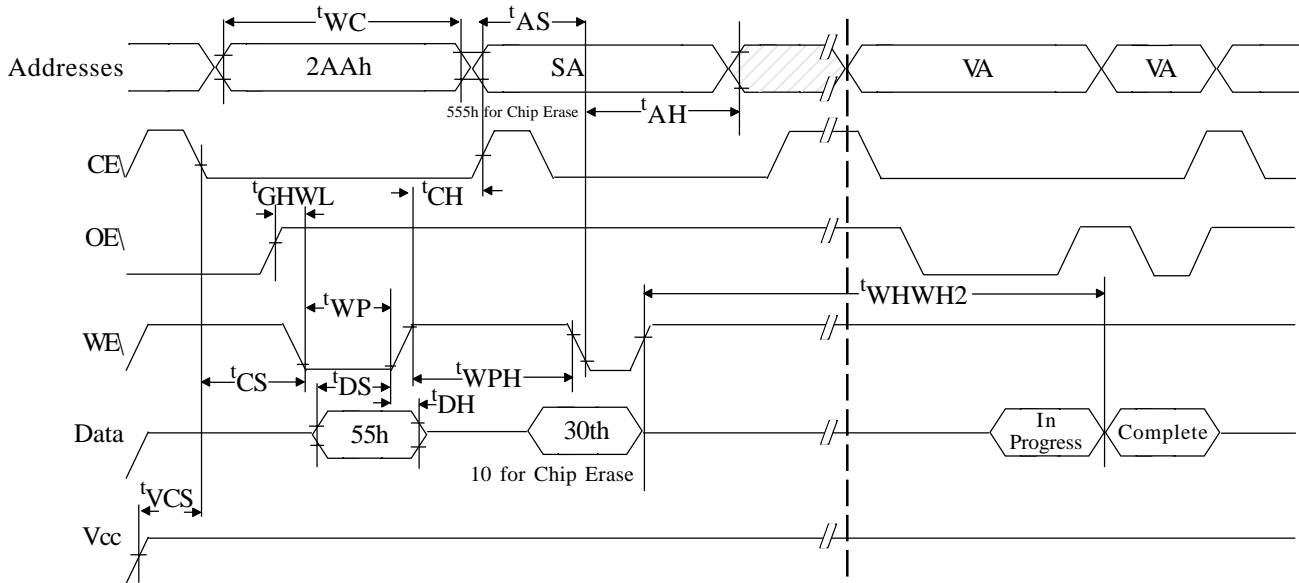 tWC
tAS
Addresses
2AAh
SA
VA
VA
555h for Chip Erase
tAH
CE\
tGHWL
tCH
OE\
tWHWH2
tWP
WE\
tCS
tDS
tWPH
tDH
Data
55h
30th
In
Progress
Complete
10 for Chip Erase
tVCS
Vcc